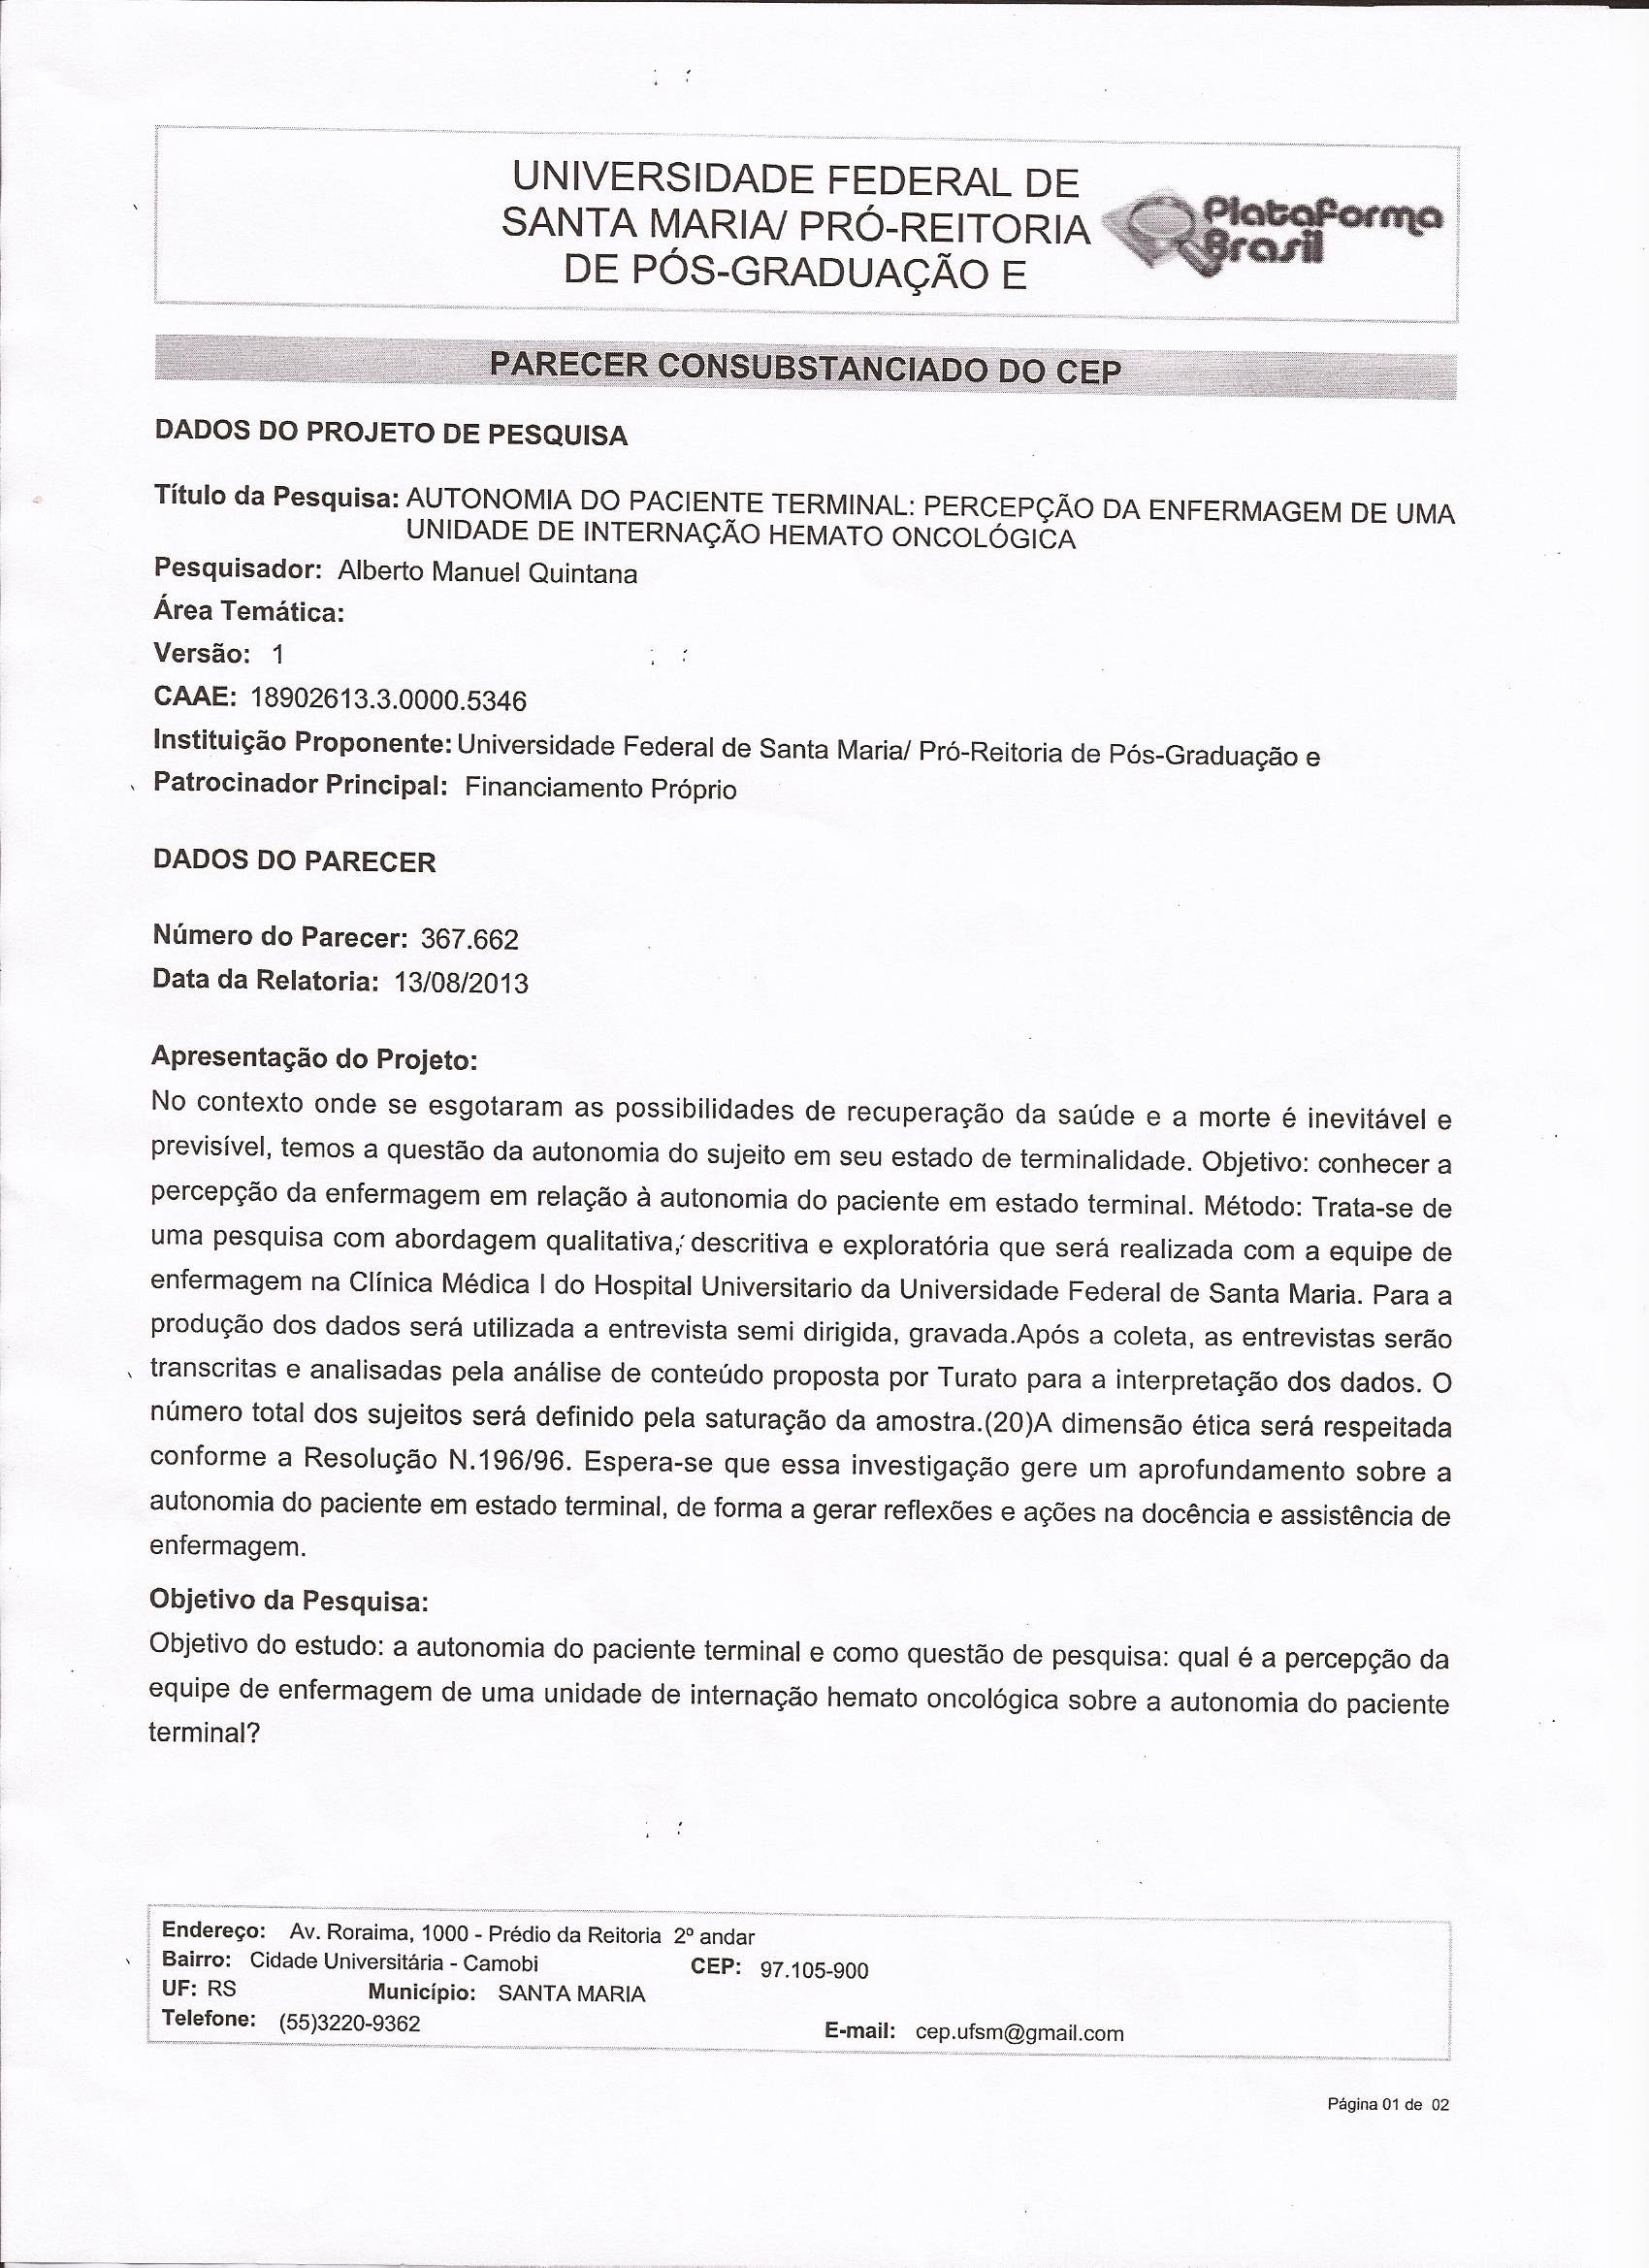 UNIVERSIDADE FEDERAL DE
SANTA MARIA/ PRÓ-REITORIA
DE PÓS-GRADUAÇÃO E
Plataforma
Brasil
PARECER CONSUBSTANCIADO DO CEP
DADOS DO PROJETO DE PESQUISA
Título da Pesquisa: AUTONOMIA DO PACIENTE TERMINAL: PERCEPÇÃO DA ENFERMAGEM DE UMA
UNIDADE DE INTERNAÇÃO HEMATO ONCOLÓGICA
Pesquisador: Alberto Manuel Quintana
Área Temática:
Versão: 1
CAAE: 18902613.3.0000.5346
Instituição Proponente: Universidade Federal de Santa Maria/ Pró-Reitoria de Pós-Graduação e
Patrocinador Principal: Financiamento Próprio
DADOS DO PARECER
Número do Parecer: 367.662
Data da Relatoria: 13/08/2013
Apresentação do Projeto:
No contexto onde se esgotaram as possibilidades de recuperação da saúde e a morte é inevitável e
previsível, temos a questão da autonomia do sujeito em seu estado de terminalidade. Objetivo: conhecer a
percepção da enfermagem em relação à autonomia do paciente em estado terminal. Método: Trata-se de
uma pesquisa com abordagem qualitativa, descritiva e exploratória que será realizada com a equipe de
enfermagem na Clínica Médica I do Hospital Universitario da Universidade Federal de Santa Maria. Para a
produção dos dados será utilizada a entrevista semi dirigida, gravada.Após a coleta, as entrevistas serão
transcritas e analisadas pela análise de conteúdo proposta por Turato para a interpretação dos dados. O
número total dos sujeitos será definido pela saturação da amostra.(20)A dimensão ética será respeitada
conforme a Resolução N.196/96. Espera-se que essa investigação gere um aprofundamento sobre a
autonomia do paciente em estado terminal, de forma a gerar reflexões e ações na docência e assistência de
enfermagem.
Objetivo da Pesquisa:
Objetivo do estudo: a autonomia do paciente terminal e como questão de pesquisa: qual é a percepção da
equipe de enfermagem de uma unidade de internação hemato oncológica sobre a autonomia do paciente
terminal?
Endereço: Av. Roraima, 1000 - Prédio da Reitoria 2º andar
Bairro: Cidade Universitária - Camobi CEP: 97.105-900
UF: RS Município: SANTA MARIA
Telefone: (55)3220-9362 E-mail: cep.ufsm@gmail.com
Página 01 de 02